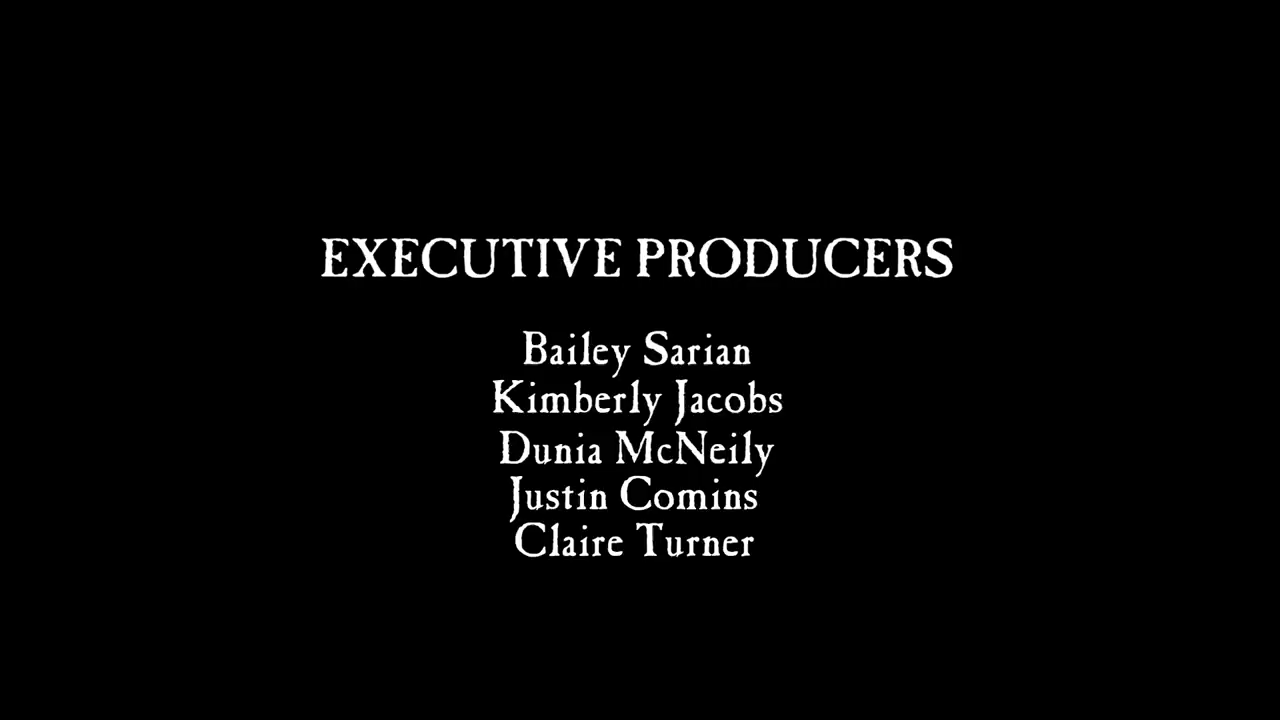 EXECUTIVE PRODUCERS
Bailey Sarian
Kimberly Jacobs
Dunia McNeily
Justin Comins
Claire Turner